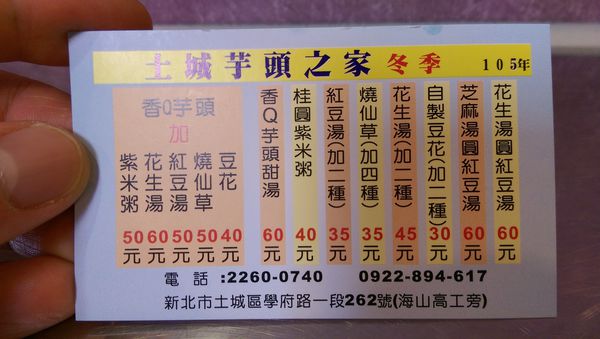 土城芋頭之家 冬季 105年
香Q芋頭
加
紫米粥 50元
花生湯 60元
紅豆湯 50元
燒仙草 50元
豆花 40元
香Q芋頭甜湯 60元
桂圓紫米粥 40元
紅豆湯(加二種) 35元
燒仙草(加四種) 35元
花生湯(加二種) 45元
自製豆花(加二種) 30元
芝麻湯圓紅豆湯 60元
花生湯圓紅豆湯 60元
電話:2260-0740 0922-894-617
新北市土城區學府路一段262號(海山高工旁)